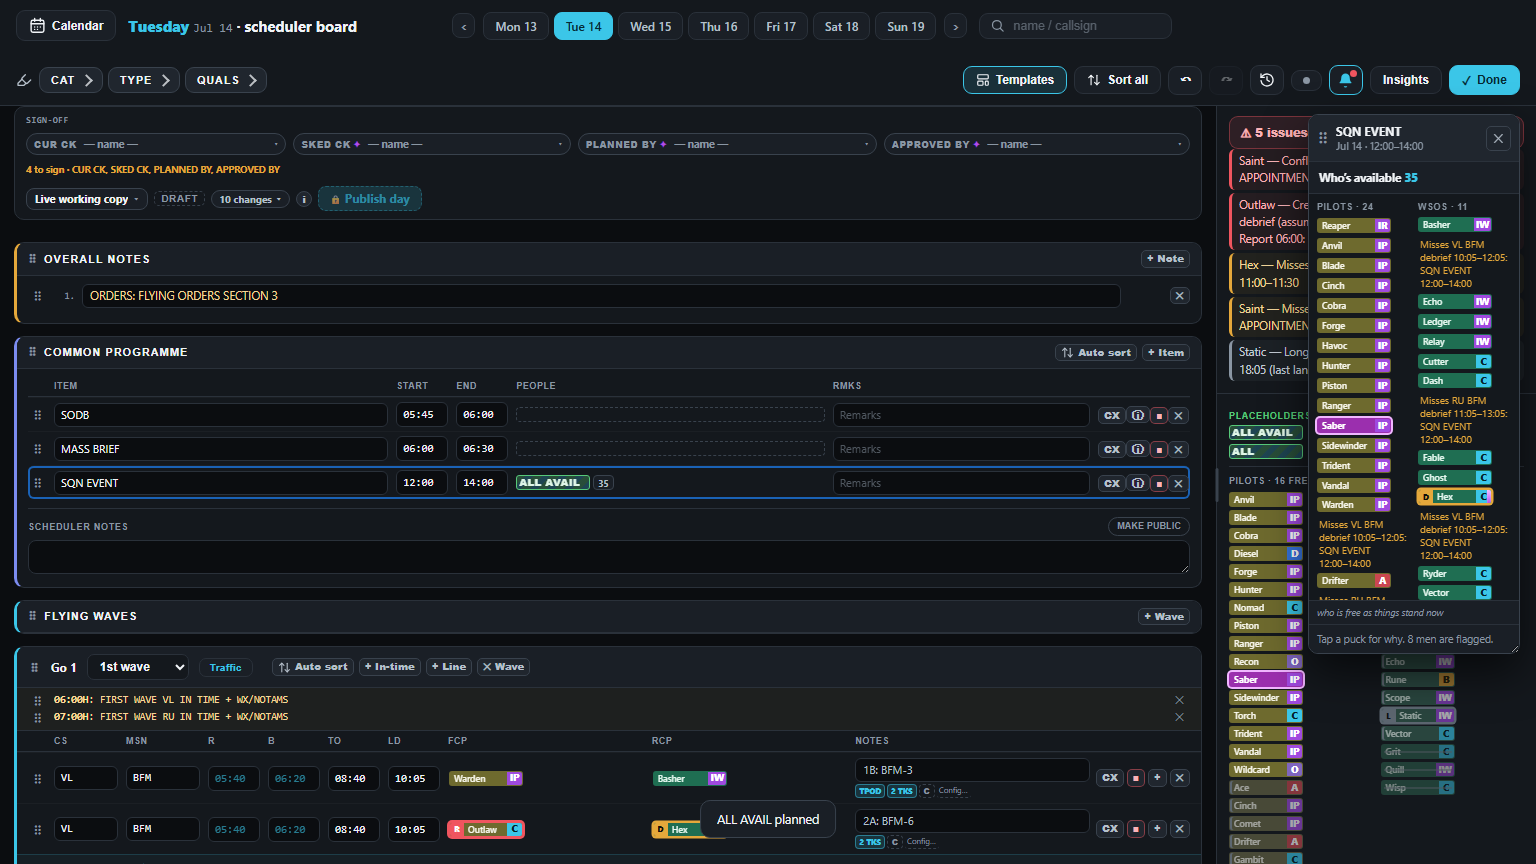 Calendar
Tuesday Jul 14 · scheduler board
‹ Mon 13 Tue 14 Wed 15 Thu 16 Fri 17 Sat 18 Sun 19 ›
name / callsign
CAT TYPE QUALS
Templates Sort all Insights ✓ Done
SIGN-OFF
CUR CK — name — SKED CK ✦ — name — PLANNED BY ✦ — name — APPROVED BY ✦ — name —
4 to sign · CUR CK, SKED CK, PLANNED BY, APPROVED BY
Live working copy DRAFT 10 changes i Publish day
OVERALL NOTES + Note
1. ORDERS: FLYING ORDERS SECTION 3
COMMON PROGRAMME Auto sort + Item
ITEM START END PEOPLE RMKS
SODB 05:45 06:00 Remarks CX
MASS BRIEF 06:00 06:30 Remarks CX
SQN EVENT 12:00 14:00 ALL AVAIL 35 Remarks CX
SCHEDULER NOTES MAKE PUBLIC
FLYING WAVES + Wave
Go 1 1st wave Traffic Auto sort + In-time + Line ✕ Wave
06:00H: FIRST WAVE VL IN TIME + WX/NOTAMS
07:00H: FIRST WAVE RU IN TIME + WX/NOTAMS
CS MSN R B TO LD FCP RCP NOTES
VL BFM 05:40 06:20 08:40 10:05 Warden IP Basher IW 1B: BFM-3 CX
TPOD 2 TKS C Config...
VL BFM 05:40 06:20 08:40 10:05 R Outlaw C D Hex 2A: BFM-6 CX
2 TKS C Config...
ALL AVAIL planned
⚠ 5 issues
Saint — Confl
APPOINTMEN
Outlaw — Cre
debrief (assum
Report 06:00:
Hex — Misses
11:00–11:30
Saint — Misse
APPOINTMEN
Static — Long
18:05 (last lan
PLACEHOLDERS
ALL AVAIL
ALL
PILOTS · 16 FRE
Anvil IP
Blade IP
Cobra IP
Diesel D
Forge IP
Hunter IP
Nomad C
Piston IP
Ranger IP
Recon O
Saber IP
Sidewinder IP
Torch C
Trident IP
Vandal IP
Wildcard O
Ace A
Cinch IP
Comet IP
Drifter A
Gambit C
Echo IW
Rune B
Scope IW
L Static IW
Vector C
Grit C
Quill IW
Wisp C
SQN EVENT
Jul 14 · 12:00–14:00
Who's available 35
PILOTS · 24
Reaper IR
Anvil IP
Blade IP
Cinch IP
Cobra IP
Forge IP
Havoc IP
Hunter IP
Piston IP
Ranger IP
Saber IP
Sidewinder IP
Trident IP
Vandal IP
Warden IP
Misses VL BFM
debrief 10:05–12:05:
SQN EVENT
12:00–14:00
Drifter A
Misses RU BFM
WSOS · 11
Basher IW
Misses VL BFM
debrief 10:05–12:05:
SQN EVENT
12:00–14:00
Echo IW
Ledger IW
Relay IW
Cutter C
Dash C
Misses RU BFM
debrief 11:05–13:05:
SQN EVENT
12:00–14:00
Fable C
Ghost C
D Hex C
Misses VL BFM
debrief 10:05–12:05:
SQN EVENT
12:00–14:00
Ryder C
Vector C
who is free as things stand now
Tap a puck for why. 8 men are flagged.